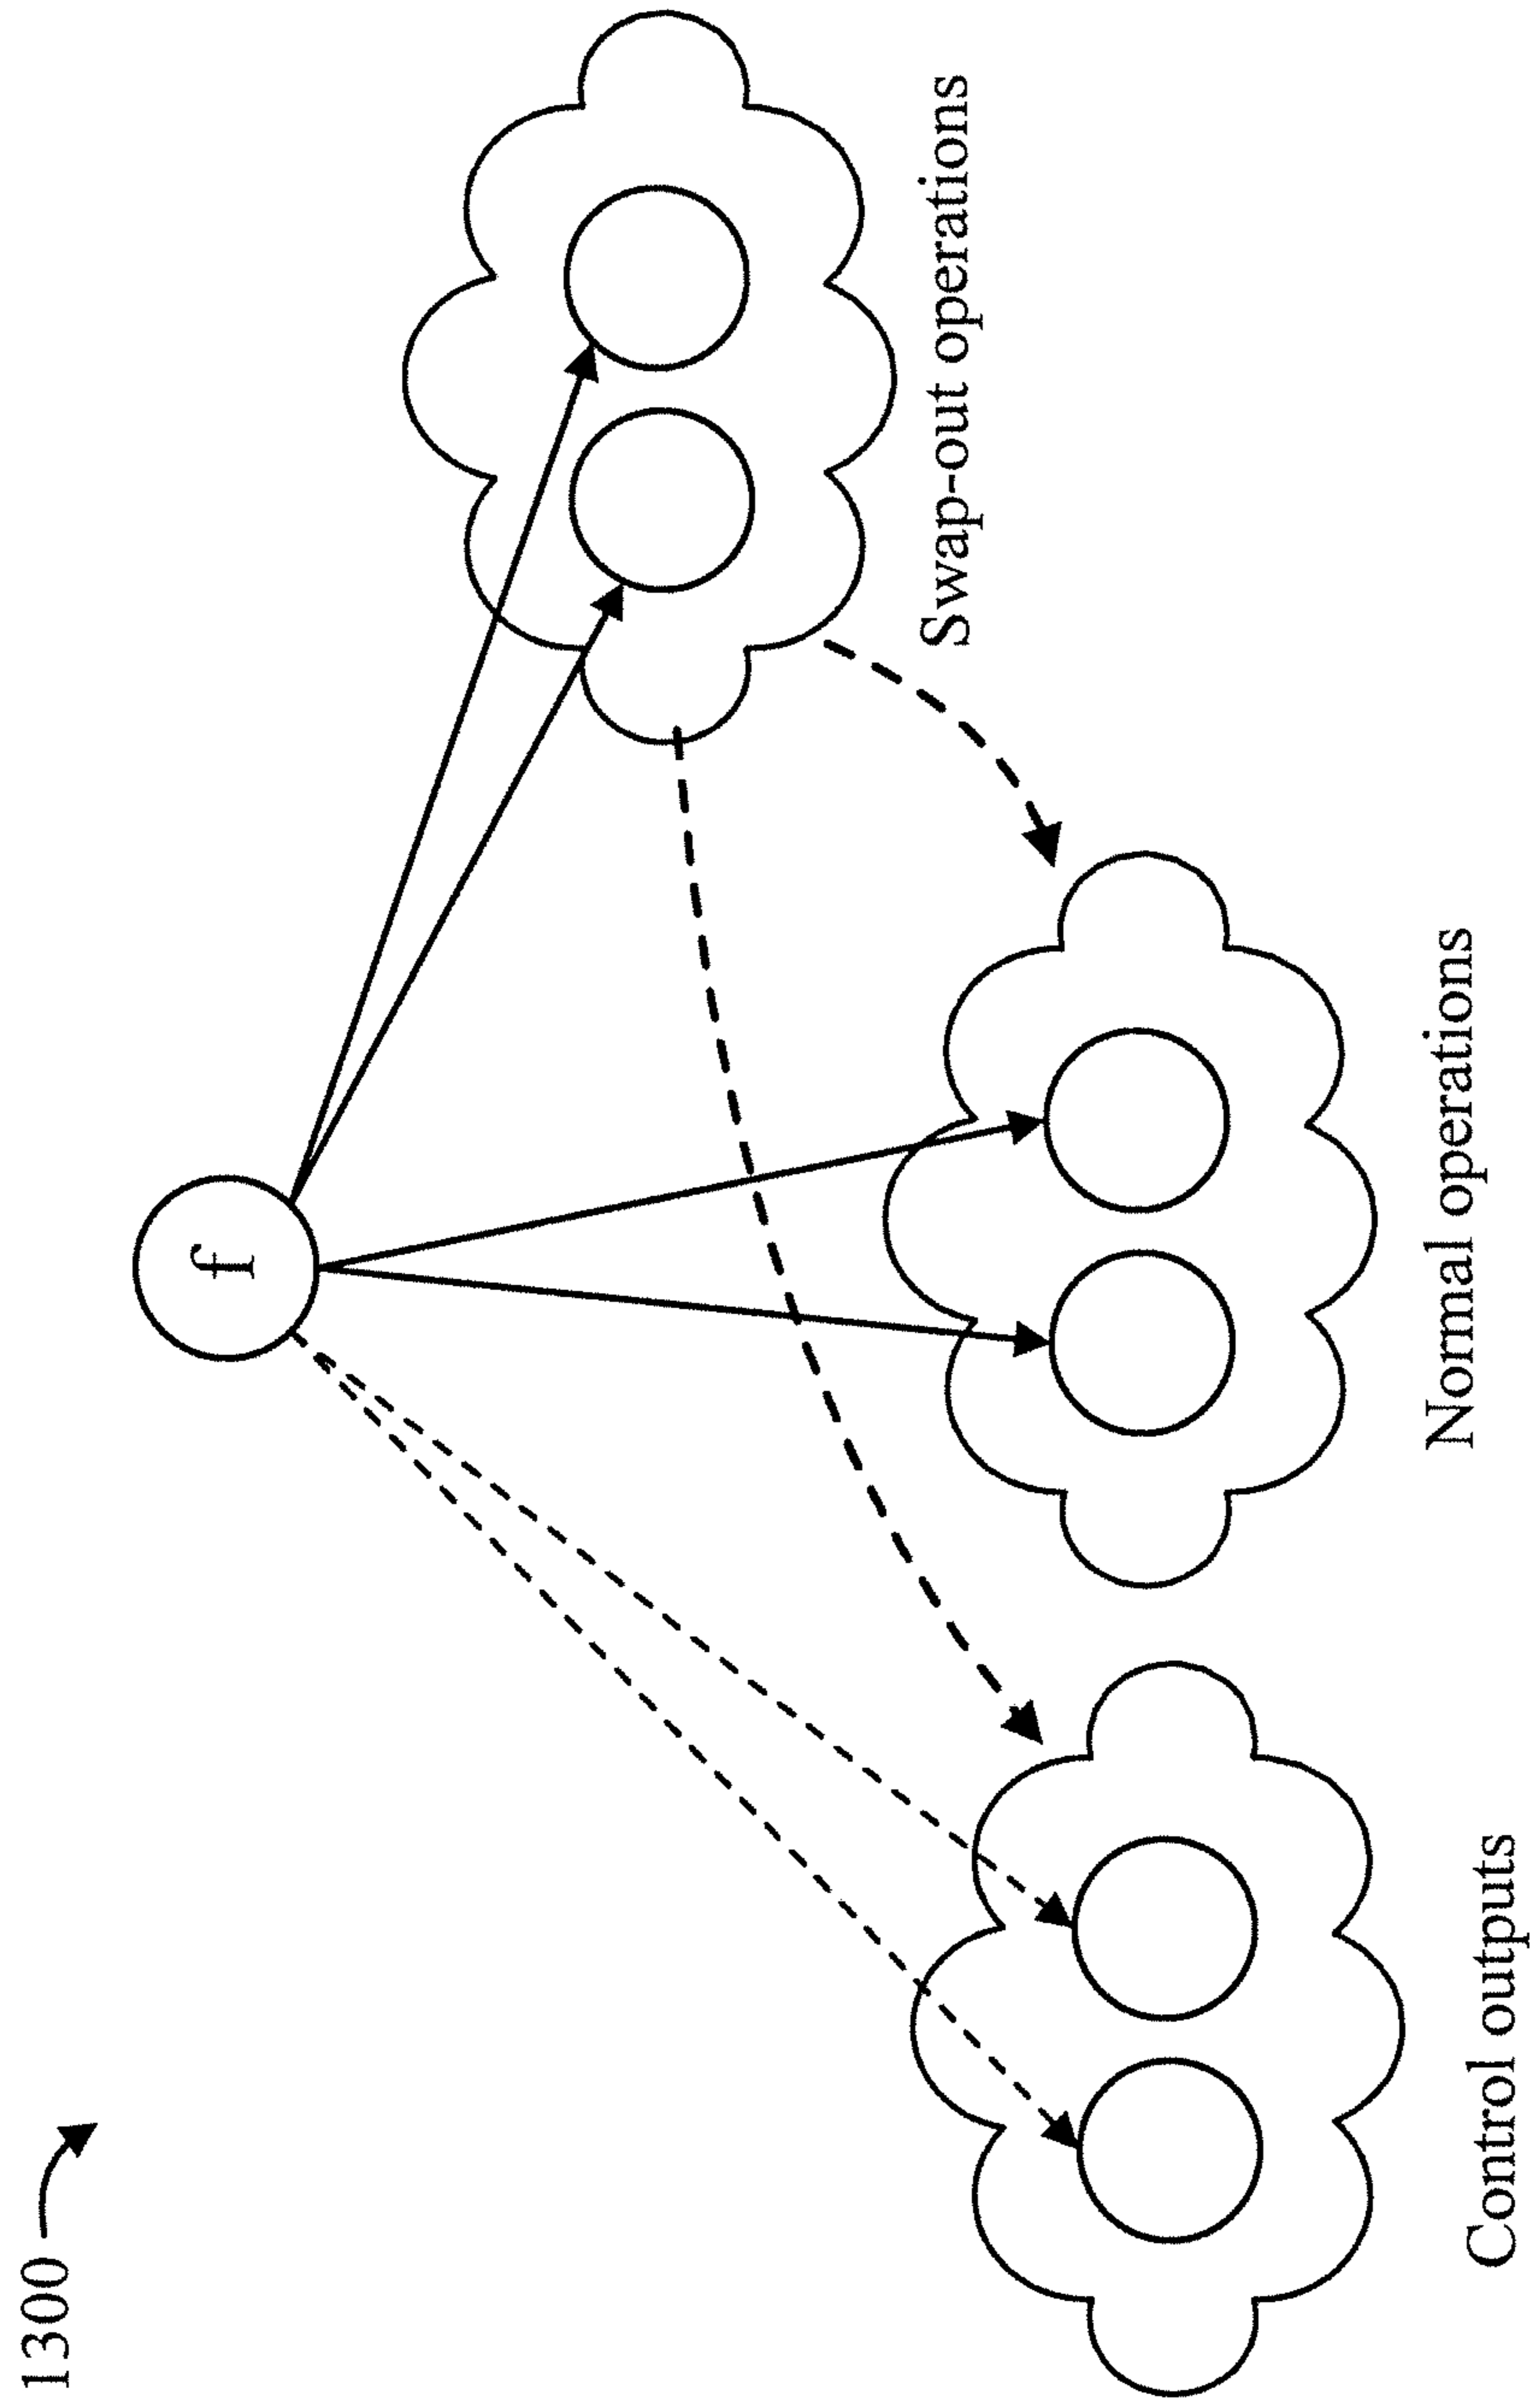 1300
f
Control outputs
Normal operations
Swap-out operations